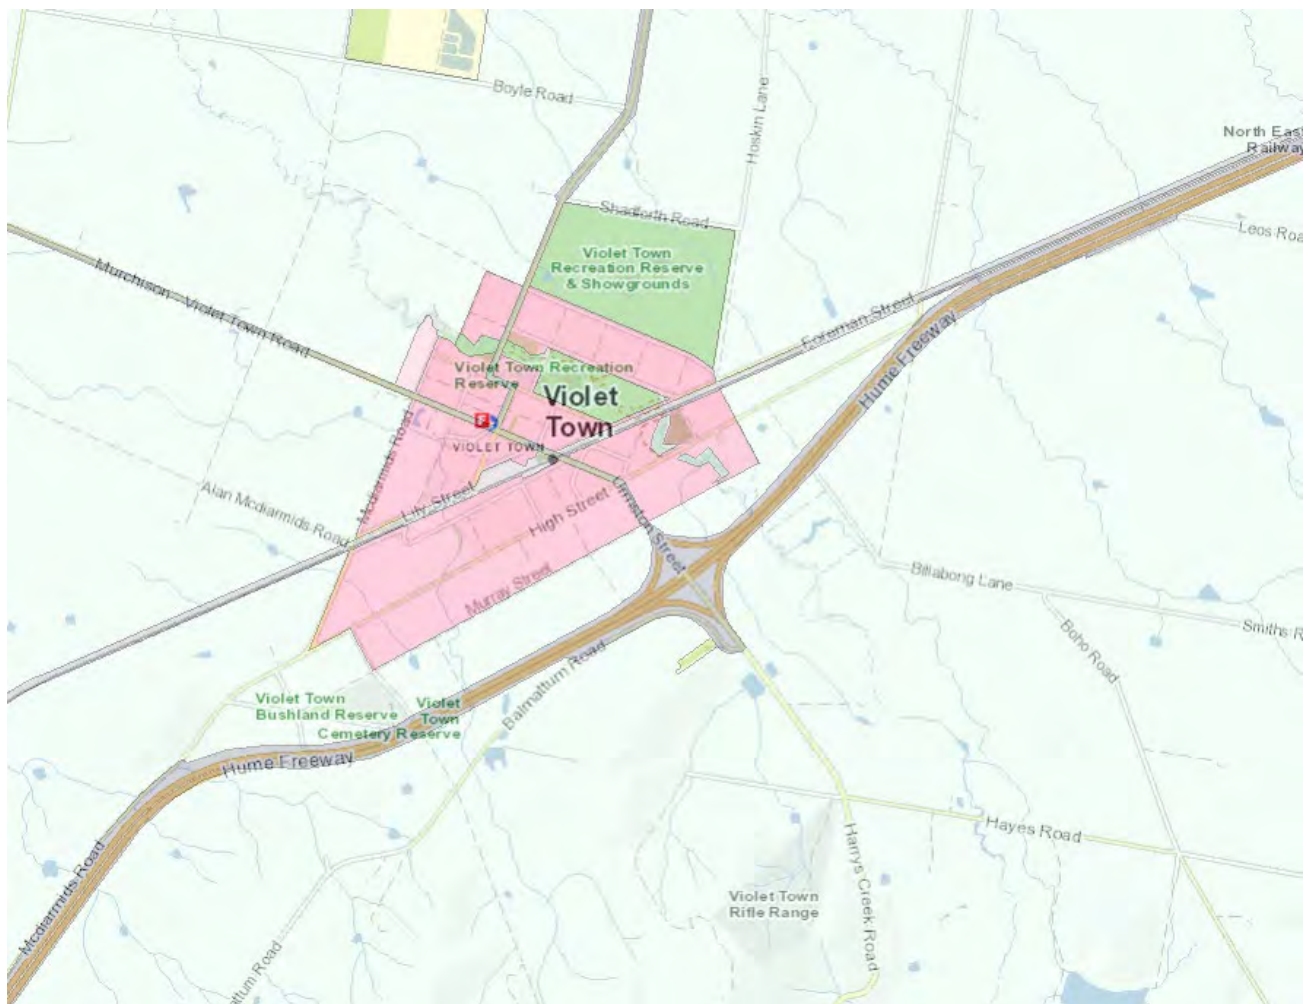 Boyle Road
Hoskin Lane
North East
Railway
Shadforth Road
Leos Roa
Violet Town
Recreation Reserve
& Showgrounds
Murchison - Violet Town Road
Foreman Street
Hume Freeway
Violet Town Recreation
Reserve
Violet
Town
F
VIOLET TOWN
Mcdiarmids Road
Alan Mcdiarmids Road
Lily Street
High Street
Urmston Street
Murray Street
Billabong Lane
Smiths R
Boho Road
Violet Town
Bushland Reserve
Violet
Town
Cemetery Reserve
Balmattum Road
Hume Freeway
Hayes Road
Harrys Creek Road
Mcdiarmids Road
Violet Town
Rifle Range
attum Road